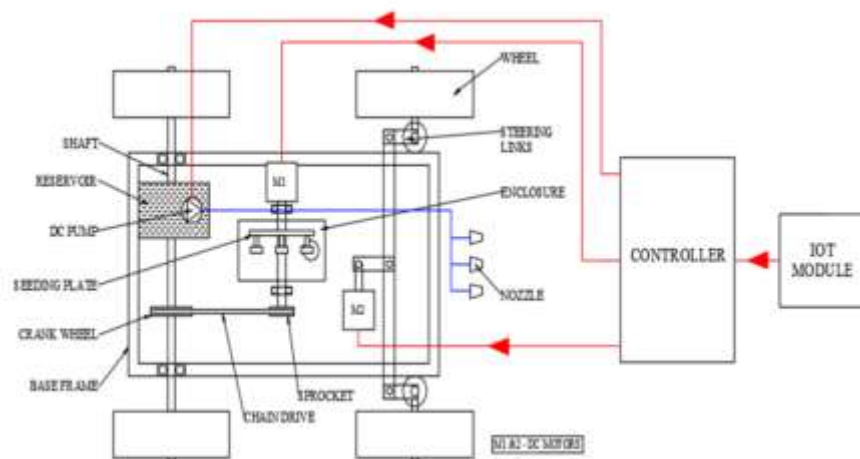 WHEEL
SHAFT
STEERING
LINKS
RESERVOIR
M1
ENCLOSURE
DC PUMP
CONTROLLER
IOT
MODULE
SEEDING PLATE
NOZZLE
M2
CRANK WHEEL
BASE FRAME
SPROCKET
CHAIN DRIVE
M1 &2 - DC MOTORS